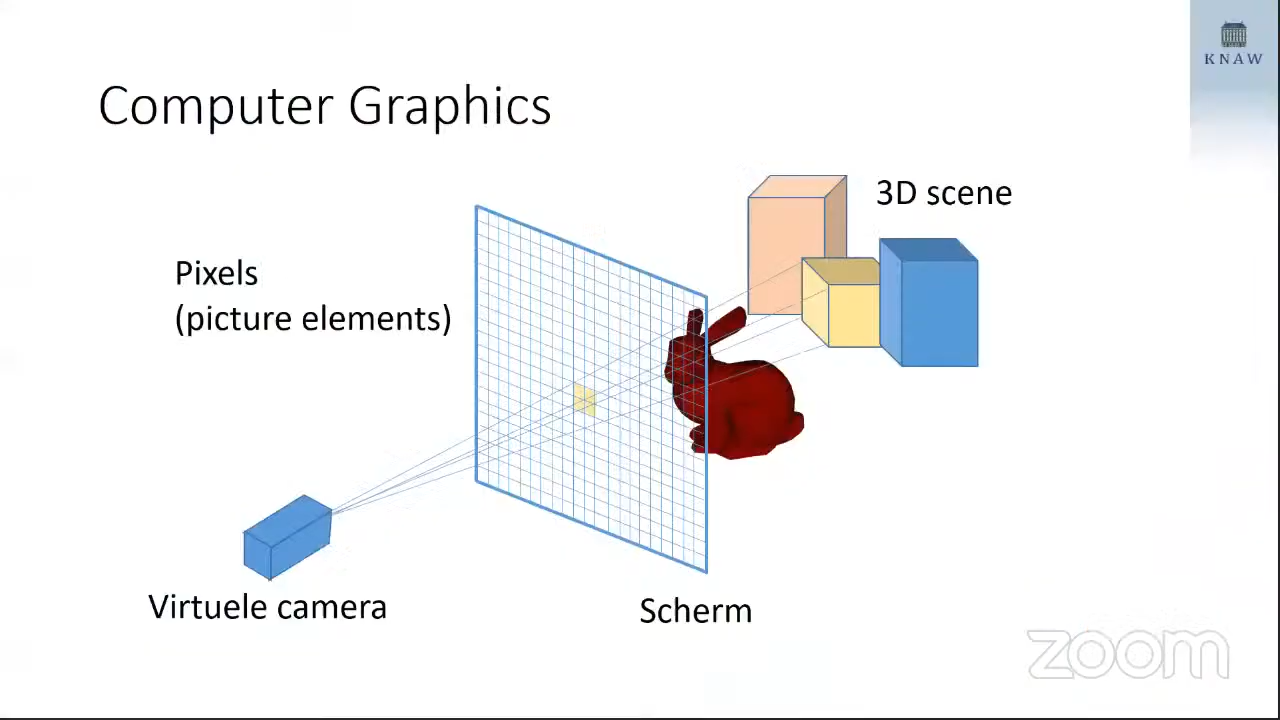 KNAW
Computer Graphics
3D scene
Pixels
(picture elements)
Virtuele camera
Scherm
zoom